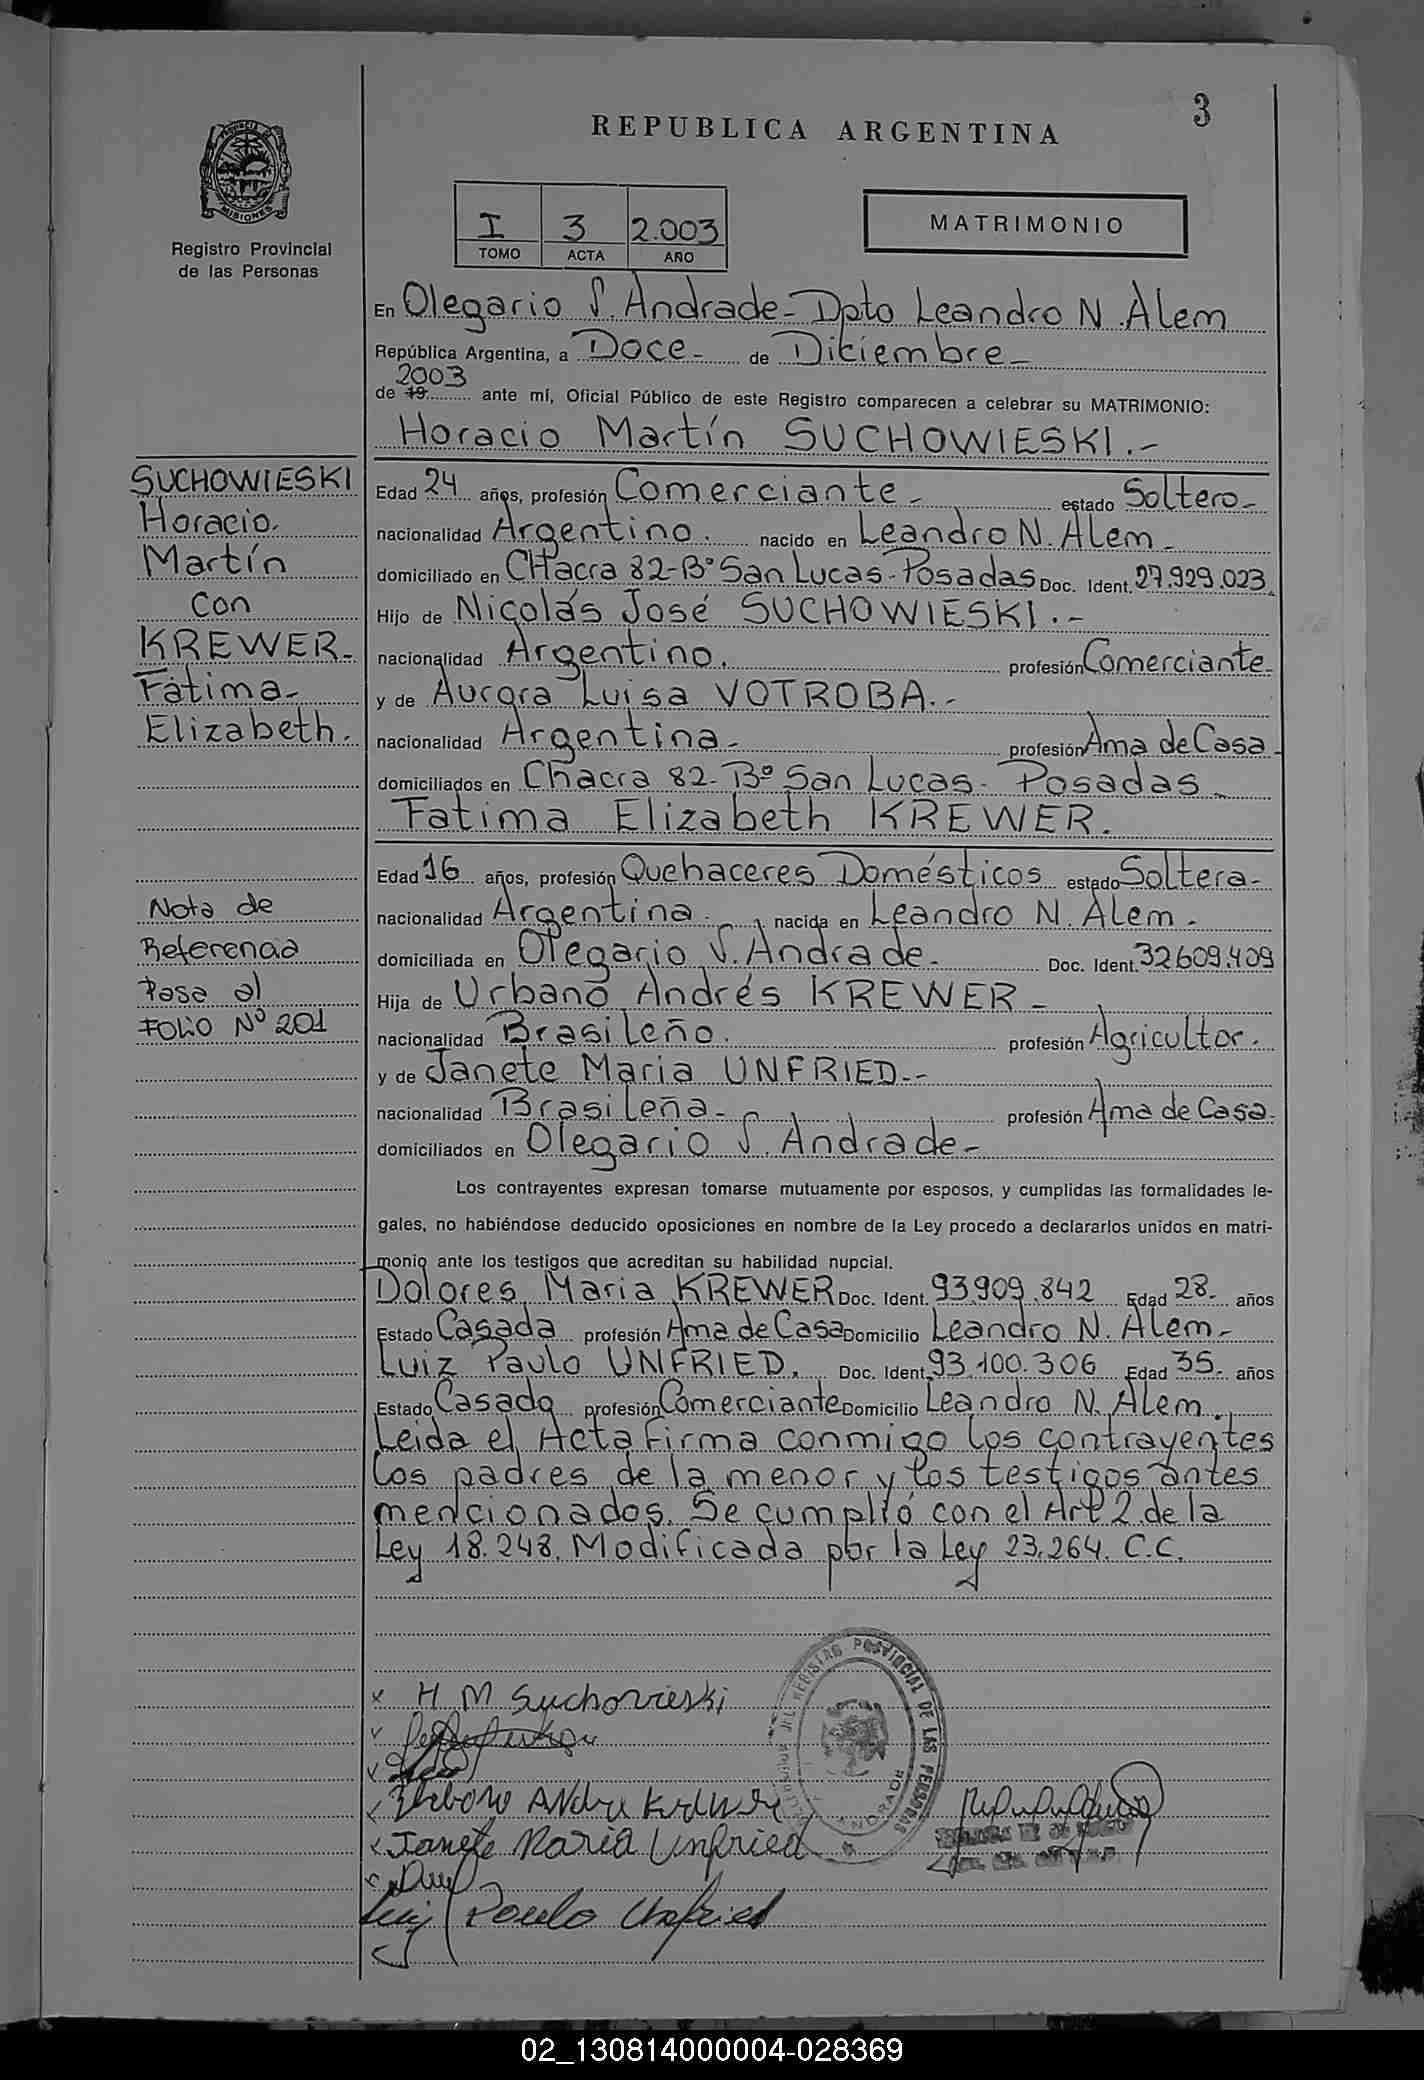 3
REPUBLICA ARGENTINA
PROVINCIA DE
MISIONES
Registro Provincial
de las Personas
I 3 2.003
TOMO ACTA AÑO
MATRIMONIO
En Olegario V. Andrade - Dpto Leandro N. Alem
República Argentina, a Doce - de Diciembre -
2003
de 19 ante mí, Oficial Público de este Registro comparecen a celebrar su MATRIMONIO:
Horacio Martín SUCHOWIESKI.-
SUCHOWIESKI
Horacio.
Martín
Con
KREWER-
Fátima-
Elizabeth.
Nota de
Referencia
Pasa al
FOLIO Nº 201
Edad 24 años, profesión Comerciante - estado Soltero-
nacionalidad Argentino. nacido en Leandro N. Alem-
domiciliado en CHacra 82-Bº San Lucas-Posadas Doc. Ident. 27.929.023.
Hijo de Nicolás José SUCHOWIESKI.-
nacionalidad Argentino. profesión Comerciante-
y de Aurora Luisa VOTROBA.-
nacionalidad Argentina- profesión Ama de Casa-
domiciliados en Chacra 82-Bº San Lucas- Posadas-
Fatima Elizabeth KREWER.
Edad 16 años, profesión Quehaceres Domésticos estado Soltera-
nacionalidad Argentina. nacida en Leandro N. Alem-
domiciliada en Olegario V. Andrade- Doc. Ident. 32609.409
Hija de Urbano Andrés KREWER-
nacionalidad Brasileño. profesión Agricultor.
y de Janete Maria UNFRIED.-
nacionalidad Brasileña- profesión Ama de Casa-
domiciliados en Olegario V. Andrade-
Los contrayentes expresan tomarse mutuamente por esposos, y cumplidas las formalidades le-
gales, no habiéndose deducido oposiciones en nombre de la Ley procedo a declararlos unidos en matri-
monio ante los testigos que acreditan su habilidad nupcial.
Dolores Maria KREWER Doc. Ident. 93.909.842 Edad 28- años
Estado Casada profesión Ama de Casa Domicilio Leandro N. Alem-
Luiz Paulo UNFRIED. Doc. Ident. 93.100.306 Edad 35- años
Estado Casado profesión Comerciante Domicilio Leandro N. Alem.
Leida el Acta firma conmigo los contrayentes
los padres de la menor y los testigos antes
mencionados. Se cumplió con el Art 2 de la
Ley 18.248. Modificada por la Ley 23.264. C.C.
H M Suchowieski
Urbano Andre Krewer
Janete Maria Unfried
Luiz Paulo Unfried
REGISTRO PROVINCIAL DE LAS PERSONAS
ANDRADE
02_130814000004-028369